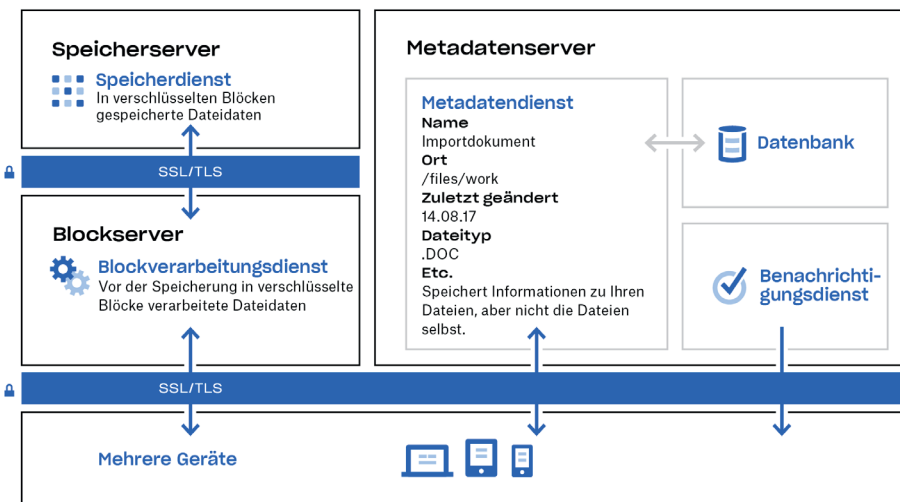 Speicherserver
Speicherdienst
In verschlüsselten Blöcken
gespeicherte Dateidaten
SSL/TLS
Blockserver
Blockverarbeitungsdienst
Vor der Speicherung in verschlüsselte
Blöcke verarbeitete Dateidaten
Metadatenserver
Metadatendienst
Name
Importdokument
Ort
/files/work
Zuletzt geändert
14.08.17
Dateityp
.DOC
Etc.
Speichert Informationen zu Ihren
Dateien, aber nicht die Dateien
selbst.
Datenbank
Benachrichti-
gungsdienst
SSL/TLS
Mehrere Geräte